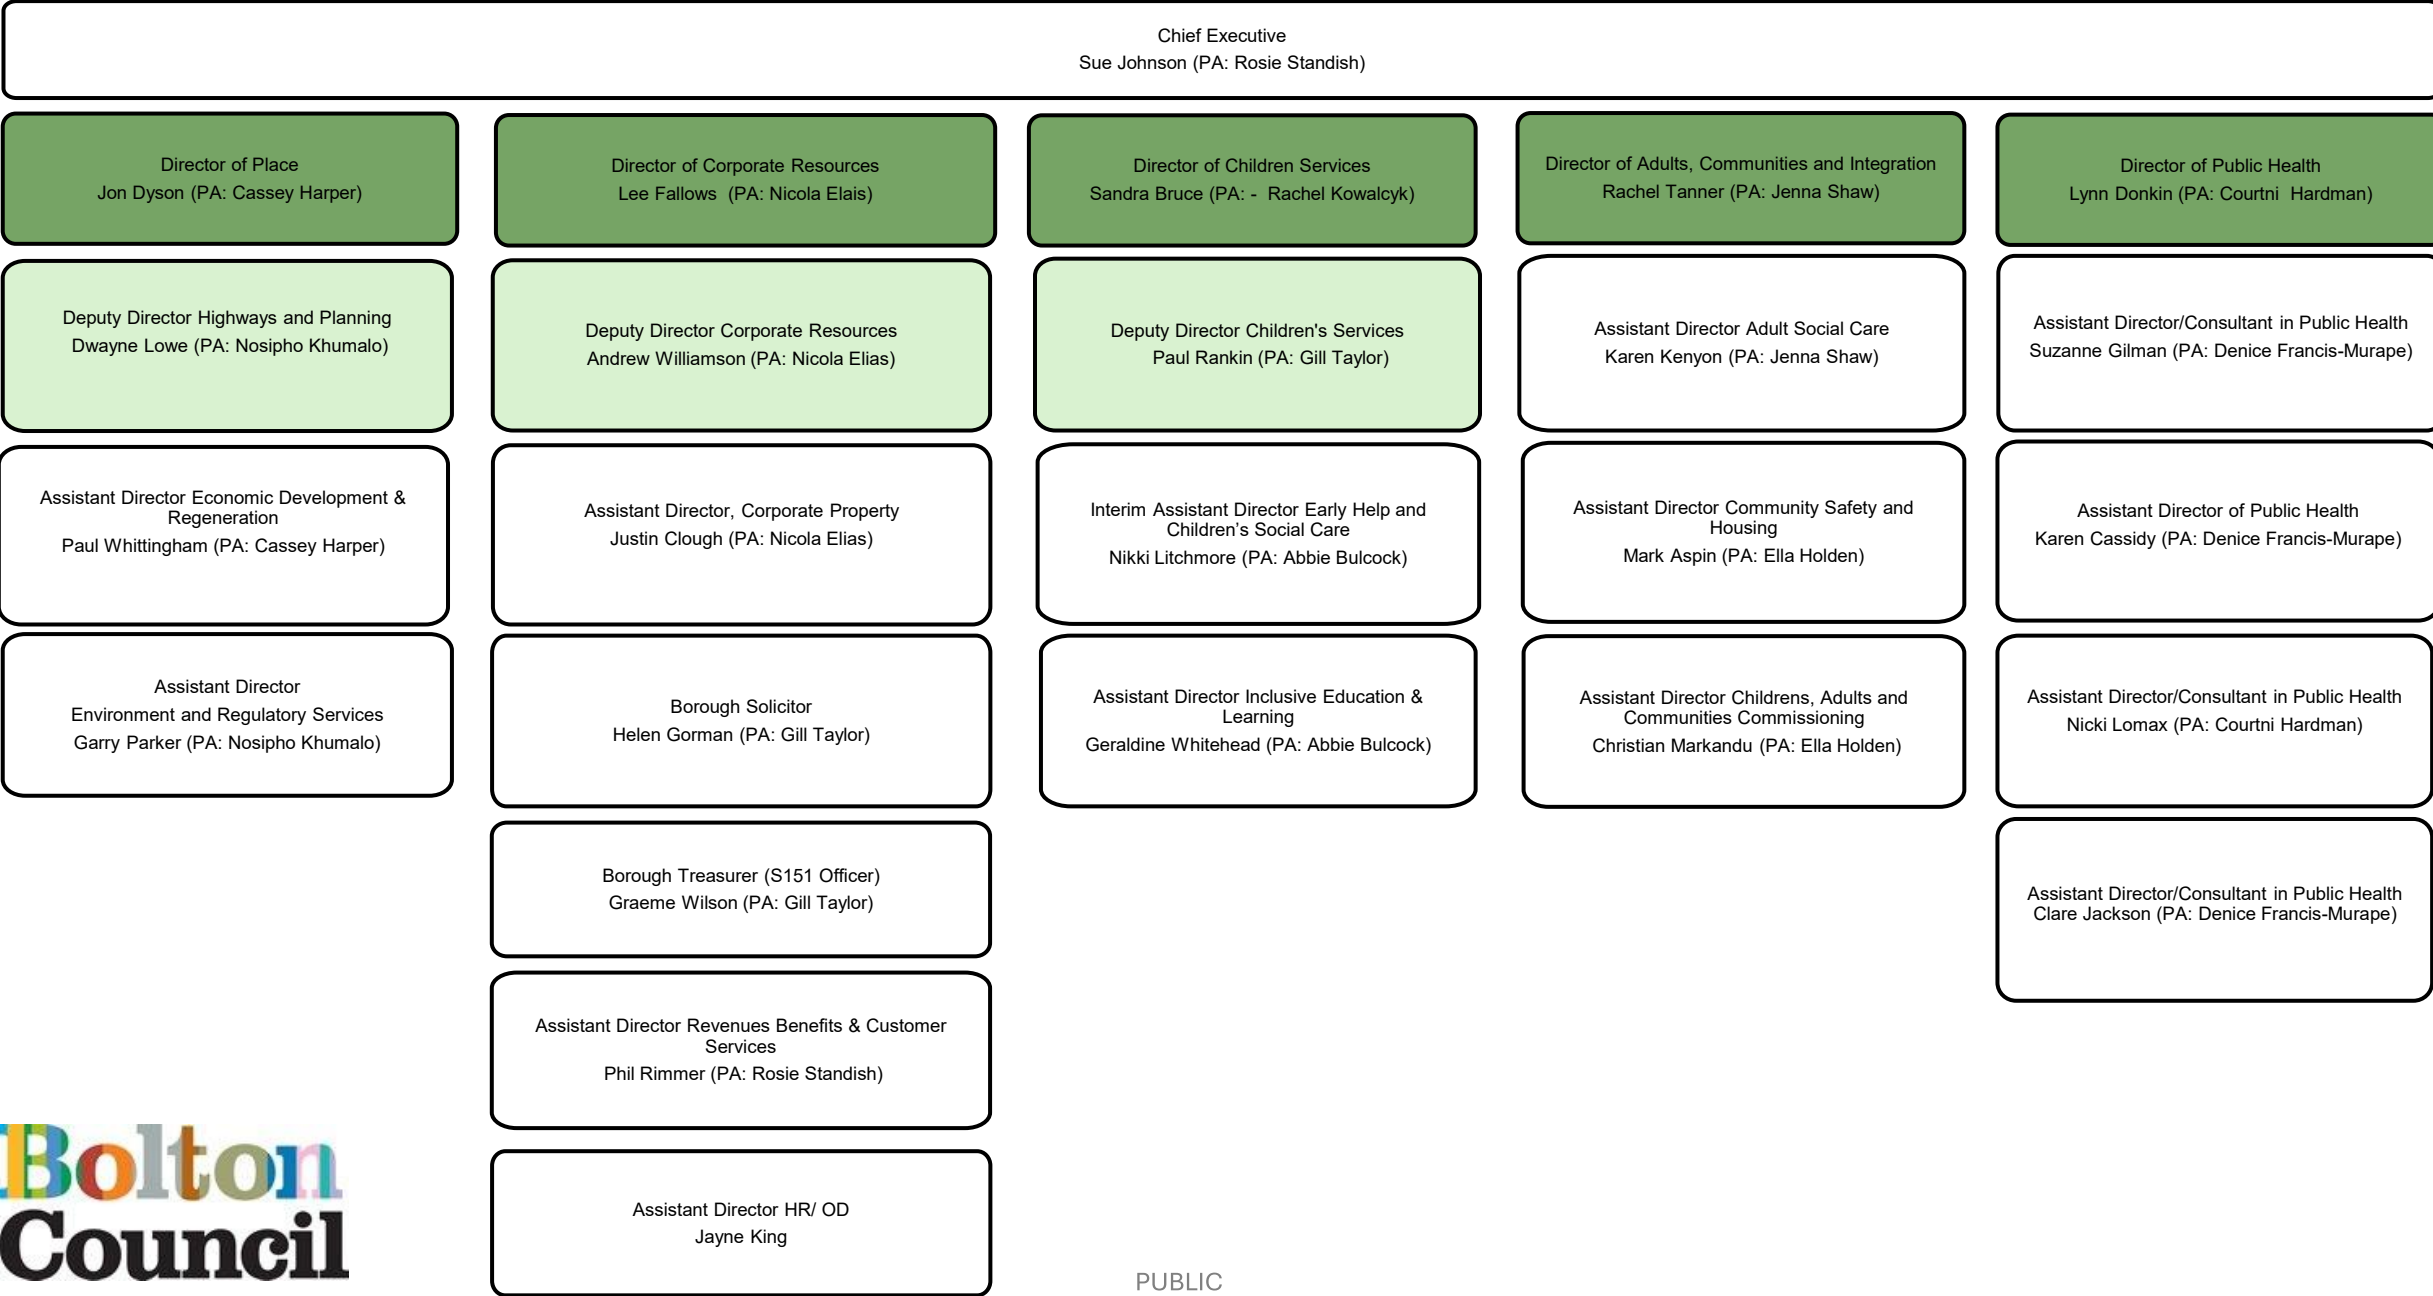 Chief Executive
Sue Johnson (PA: Rosie Standish)
Director of Place
Jon Dyson (PA: Cassey Harper)
Deputy Director Highways and Planning
Dwayne Lowe (PA: Nosipho Khumalo)
Assistant Director Economic Development &
Regeneration
Paul Whittingham (PA: Cassey Harper)
Assistant Director
Environment and Regulatory Services
Garry Parker (PA: Nosipho Khumalo)
Director of Corporate Resources
Lee Fallows (PA: Nicola Elais)
Deputy Director Corporate Resources
Andrew Williamson (PA: Nicola Elias)
Assistant Director, Corporate Property
Justin Clough (PA: Nicola Elias)
Borough Solicitor
Helen Gorman (PA: Gill Taylor)
Borough Treasurer (S151 Officer)
Graeme Wilson (PA: Gill Taylor)
Assistant Director Revenues Benefits & Customer
Services
Phil Rimmer (PA: Rosie Standish)
Assistant Director HR/ OD
Jayne King
Director of Children Services
Sandra Bruce (PA: - Rachel Kowalcyk)
Deputy Director Children's Services
Paul Rankin (PA: Gill Taylor)
Interim Assistant Director Early Help and
Children’s Social Care
Nikki Litchmore (PA: Abbie Bulcock)
Assistant Director Inclusive Education &
Learning
Geraldine Whitehead (PA: Abbie Bulcock)
Director of Adults, Communities and Integration
Rachel Tanner (PA: Jenna Shaw)
Assistant Director Adult Social Care
Karen Kenyon (PA: Jenna Shaw)
Assistant Director Community Safety and
Housing
Mark Aspin (PA: Ella Holden)
Assistant Director Childrens, Adults and
Communities Commissioning
Christian Markandu (PA: Ella Holden)
Director of Public Health
Lynn Donkin (PA: Courtni Hardman)
Assistant Director/Consultant in Public Health
Suzanne Gilman (PA: Denice Francis-Murape)
Assistant Director of Public Health
Karen Cassidy (PA: Denice Francis-Murape)
Assistant Director/Consultant in Public Health
Nicki Lomax (PA: Courtni Hardman)
Assistant Director/Consultant in Public Health
Clare Jackson (PA: Denice Francis-Murape)
Bolton
Council
PUBLIC